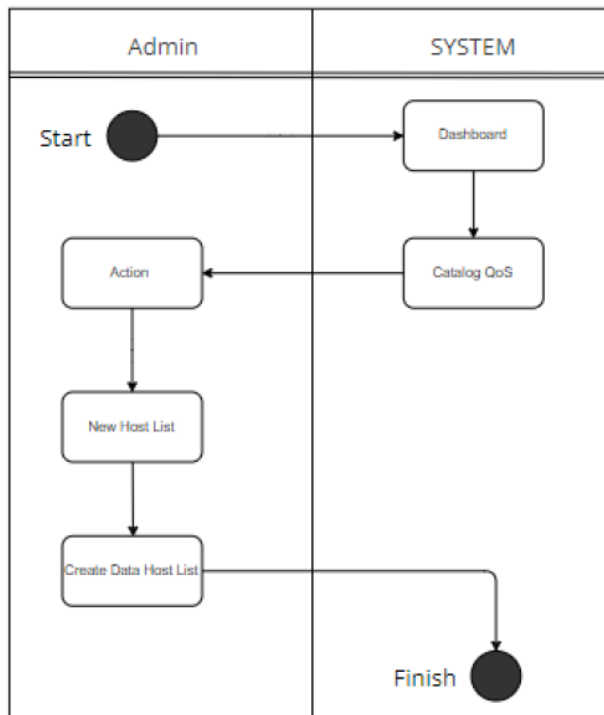 Admin
SYSTEM
Start
Dashboard
Action
Catalog QoS
New Host List
Create Data Host List
Finish